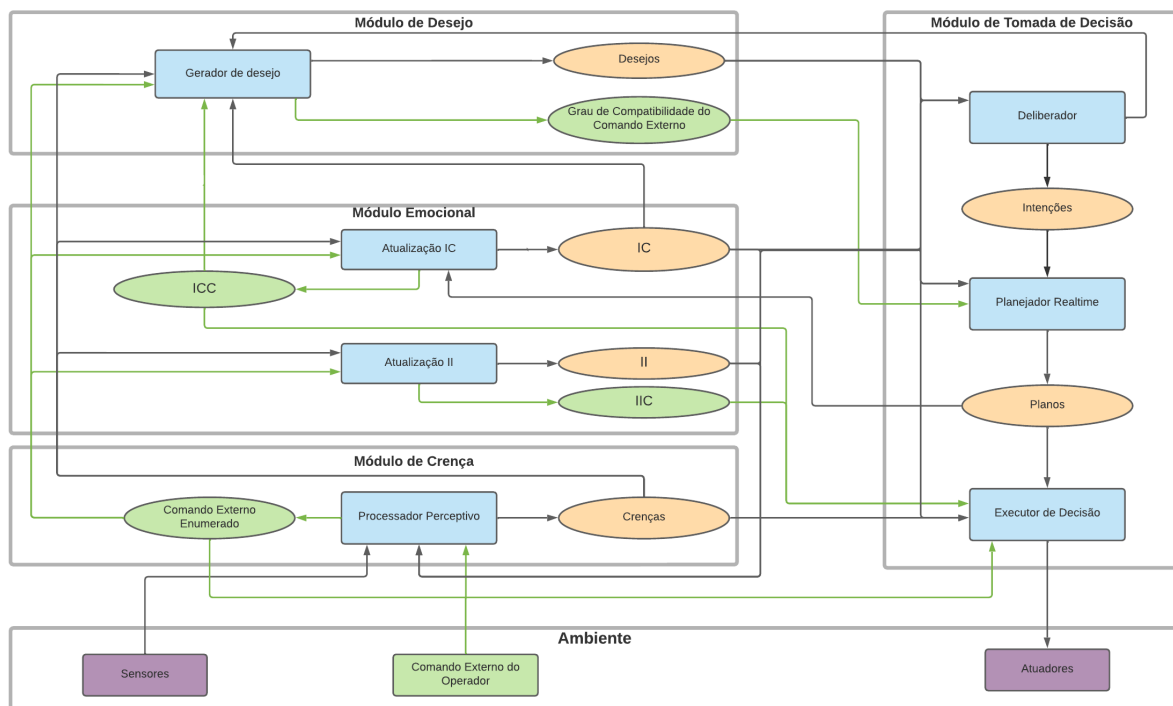 Módulo de Desejo
Gerador de desejo
Desejos
Grau de Compatibilidade do
Comando Externo
Módulo de Tomada de Decisão
Deliberador
Intenções
Planejador Realtime
Planos
Executor de Decisão
Módulo Emocional
Atualização IC
IC
ICC
Atualização II
II
IIC
Módulo de Crença
Comando Externo
Enumerado
Processador Perceptivo
Crenças
Ambiente
Sensores
Comando Externo do
Operador
Atuadores